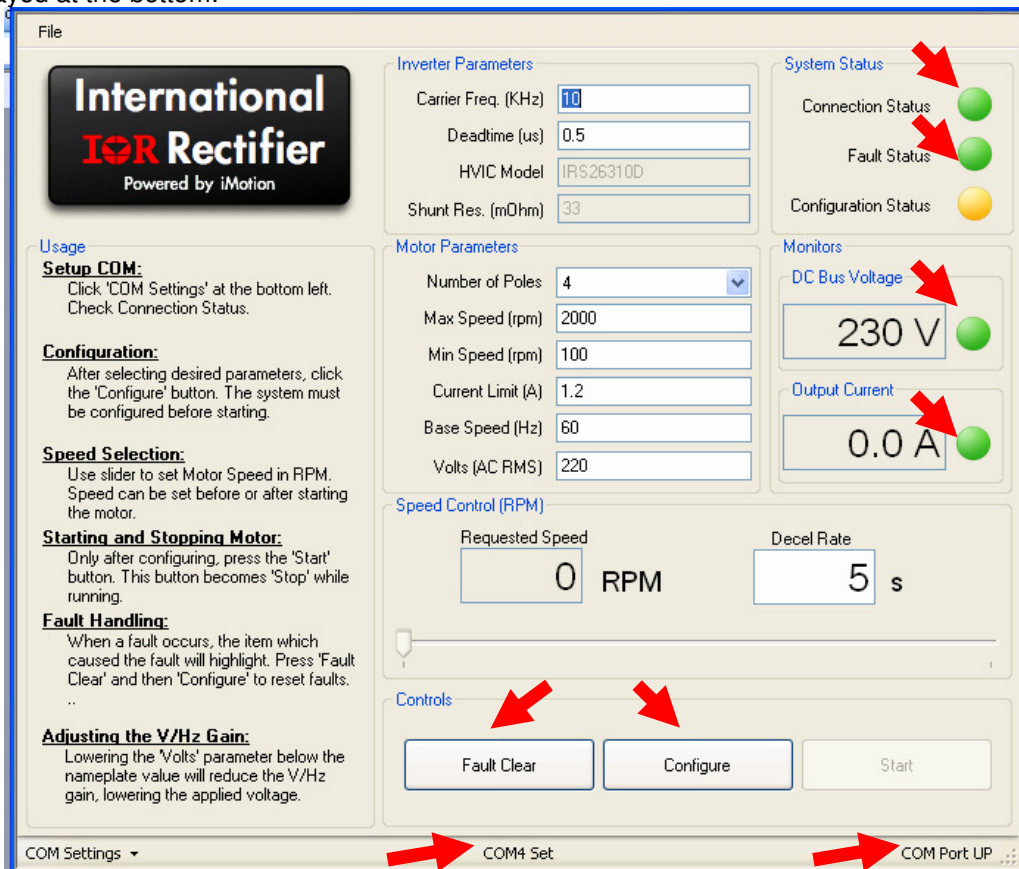 at the bottom.
File
International
IOR Rectifier
Powered by iMotion
Usage
Setup COM:
Click 'COM Settings' at the bottom left.
Check Connection Status.
Configuration:
After selecting desired parameters, click
the 'Configure' button. The system must
be configured before starting.
Speed Selection:
Use slider to set Motor Speed in RPM.
Speed can be set before or after starting
the motor.
Starting and Stopping Motor:
Only after configuring, press the 'Start'
button. This button becomes 'Stop' while
running.
Fault Handling:
When a fault occurs, the item which
caused the fault will highlight. Press 'Fault
Clear' and then 'Configure' to reset faults.
..
Adjusting the V/Hz Gain:
Lowering the 'Volts' parameter below the
nameplate value will reduce the V/Hz
gain, lowering the applied voltage.
Inverter Parameters
Carrier Freq. (KHz) 10
Deadtime (us) 0.5
HVIC Model IRS26310D
Shunt Res. (mOhm) 33
Motor Parameters
Number of Poles 4
Max Speed (rpm) 2000
Min Speed (rpm) 100
Current Limit (A) 1.2
Base Speed (Hz) 60
Volts (AC RMS) 220
System Status
Connection Status
Fault Status
Configuration Status
Monitors
DC Bus Voltage
230 V
Output Current
0.0 A
Speed Control (RPM)
Requested Speed
0 RPM
Decel Rate
5 s
Controls
Fault Clear
Configure
Start
COM Settings
COM4 Set
COM Port UP